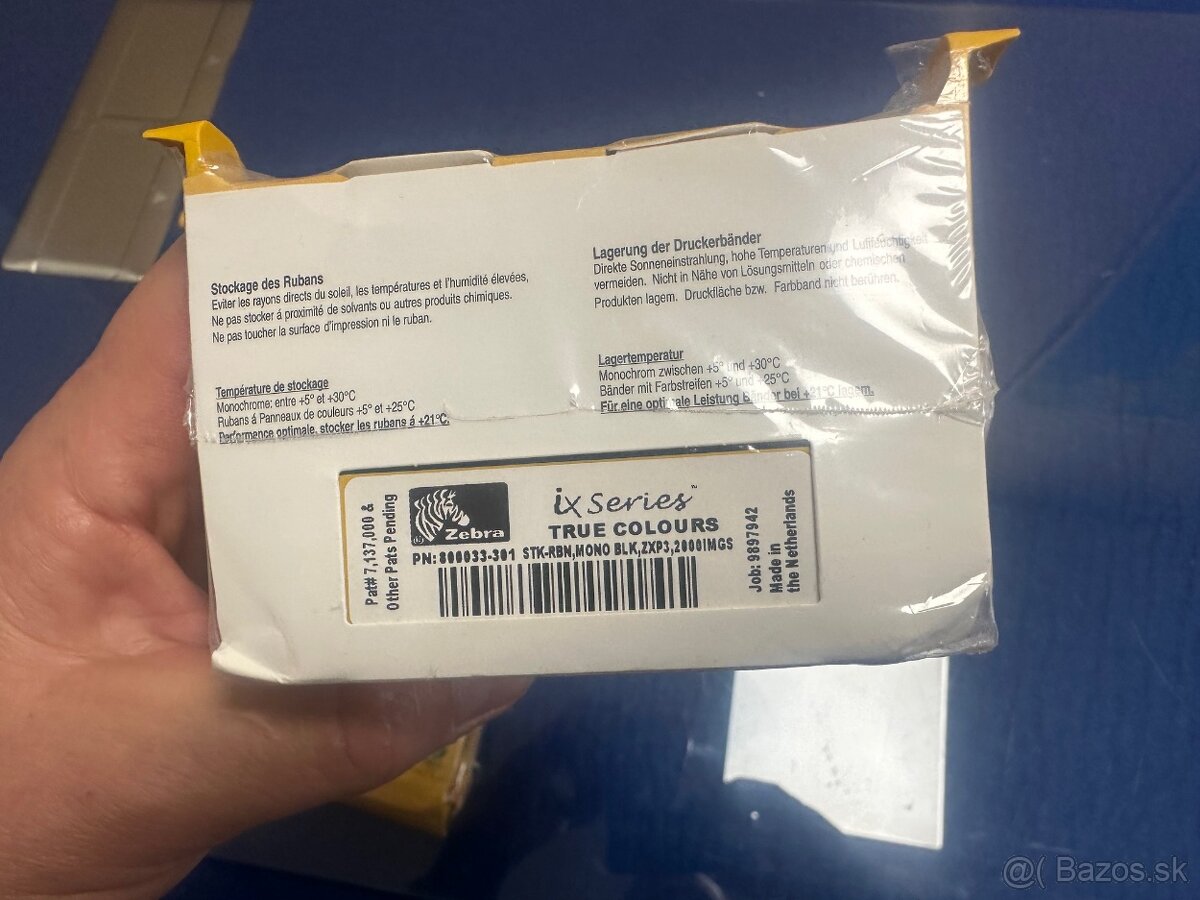 Stockage des Rubans
Eviter les rayons directs du soleil, les températures et l'humidité élevées,
Ne pas stocker á proximité de solvants ou autres produits chimiques.
Ne pas toucher la surface d'impression ni le ruban.
Température de stockage
Monochrome: entre +5° et +30°C
Rubans á Panneaux de couleurs +5° et +25°C
Performance optimale, stocker les rubans á +21°C.
Lagerung der Druckerbänder
Direkte Sonneneinstrahlung, hohe Temperaturen und Luftfeuchtigkeit
vermeiden. Nicht in Nähe von Lösungsmitteln oder chemischen
Produkten lagern. Druckfläche bzw. Farbband nicht berühren.
Lagertemperatur
Monochrom zwischen +5° und +30°C
Bänder mit Farbstreifen +5° und +25°C
Für eine optimale Leistung Bänder bei +21°C lagern.
Pat# 7,137,000 &
Other Pats Pending
Zebra
ix Series™
TRUE COLOURS
PN: 800033-301 STK-RBN,MONO BLK,ZXP3,2000IMGS
Job: 9897942
Made in
the Netherlands
@( Bazos.sk